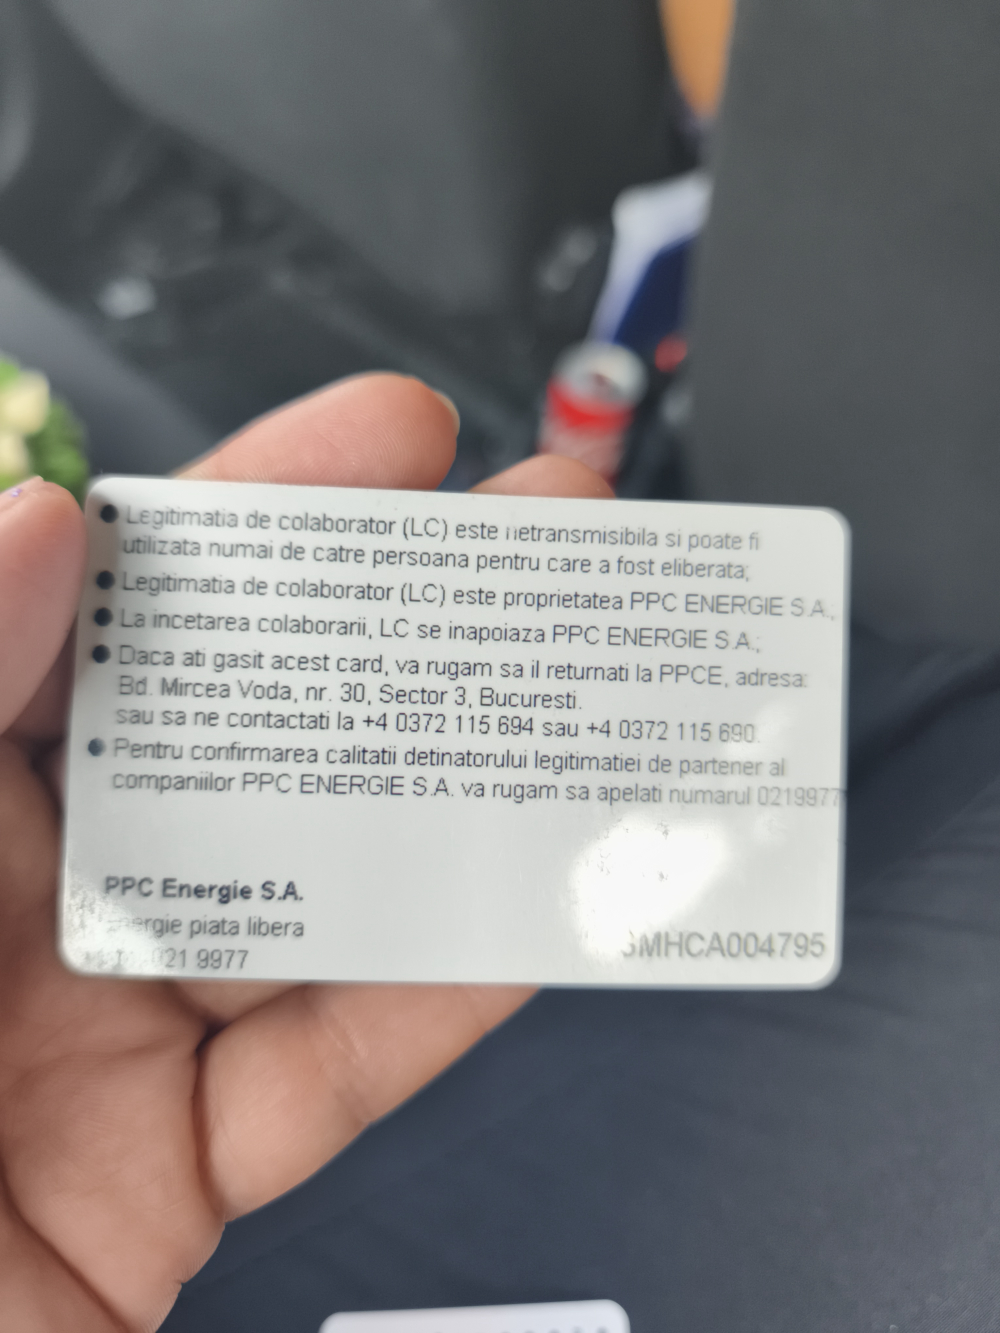 Legitimatia de colaborator (LC) este netransmisibila si poate fi
utilizata numai de catre persoana pentru care a fost eliberata;
Legitimatia de colaborator (LC) este proprietatea PPC ENERGIE S.A.,
La incetarea colaborarii, LC se inapoiaza PPC ENERGIE S.A.;
Daca ati gasit acest card, va rugam sa il returnati la PPCE, adresa:
Bd. Mircea Voda, nr. 30, Sector 3, Bucuresti.
sau sa ne contactati la +4 0372 115 694 sau +4 0372 115 690.
Pentru confirmarea calitatii detinatorului legitimatiei de partener al
companiilor PPC ENERGIE S.A. va rugam sa apelati numarul 0219977
PPC Energie S.A.
Energie piata libera
021 9977